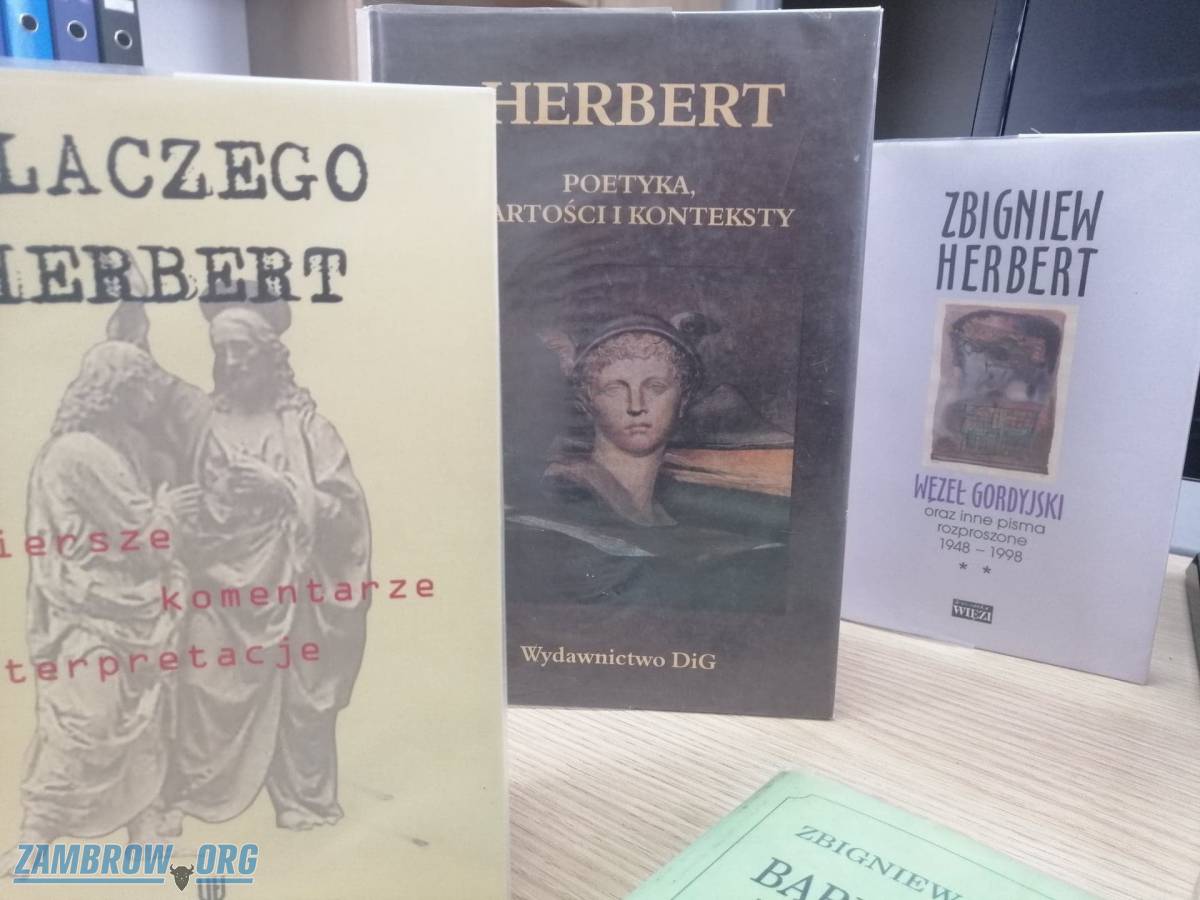 LACZEGO
HERBERT
iersze
komentarze
terpretacje
HERBERT
POETYKA,
ARTOŚCI I KONTEKSTY
Wydawnictwo DiG
ZBIGNIEW
HERBERT
WĘZEŁ GORDYJSKI
oraz inne pisma
rozproszone
1948 – 1998
* *
WIĘZI
ZBIGNIEW
BAR
ZAMBROW.ORG